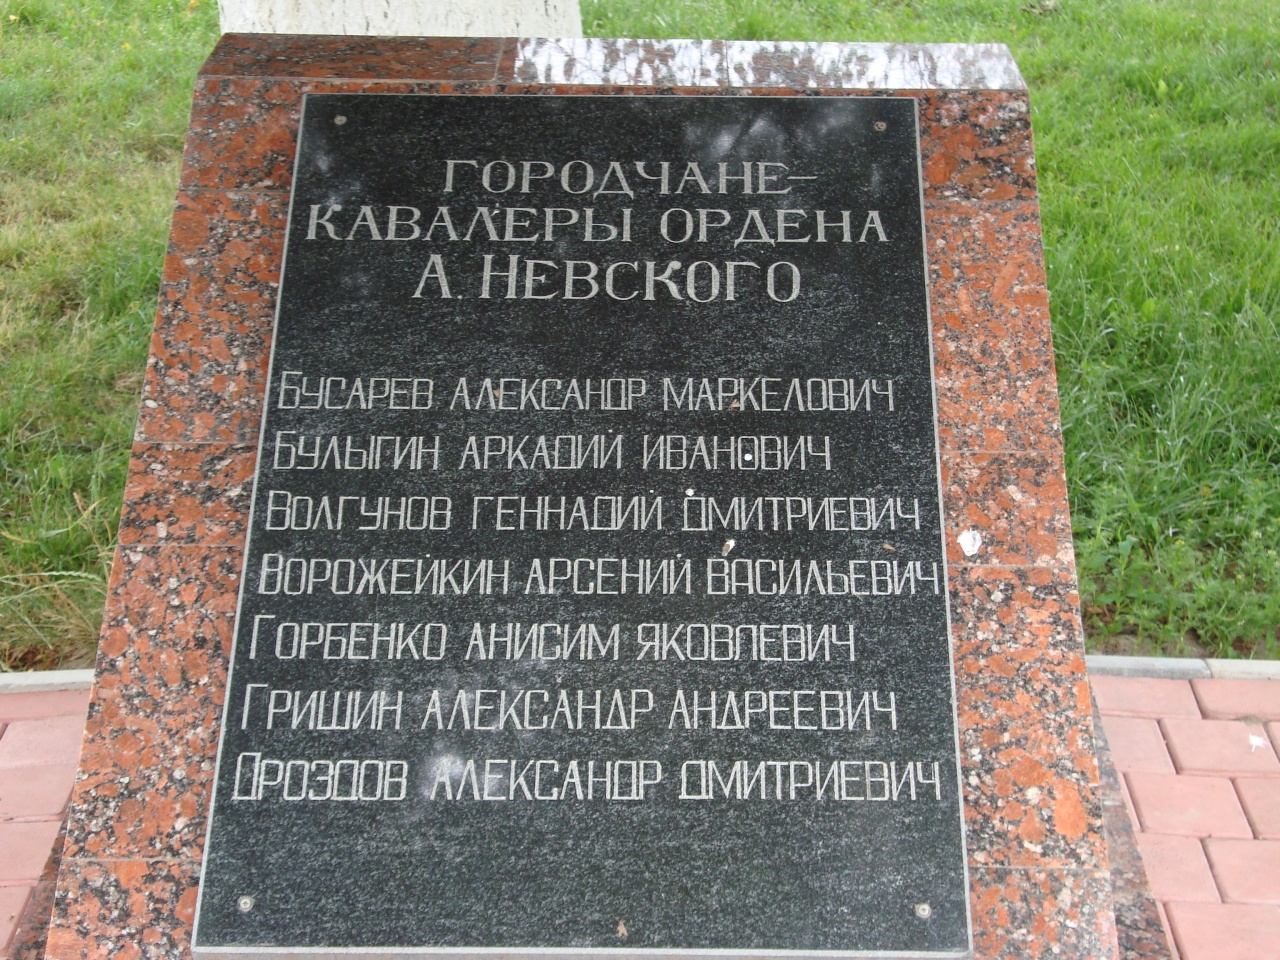 ГОРОДЧАНЕ—
КАВАЛЕРЫ ОРДЕНА
А. НЕВСКОГО
БУСАРЕВ АЛЕКСАНДР МАРКЕЛОВИЧ
БУЛЫГИН АРКАДИЙ ИВАНОВИЧ
ВОЛГУНОВ ГЕННАДИЙ ДМИТРИЕВИЧ
ВОРОЖЕЙКИН АРСЕНИЙ ВАСИЛЬЕВИЧ
ГОРБЕНКО АНИСИМ ЯКОВЛЕВИЧ
ГРИШИН АЛЕКСАНДР АНДРЕЕВИЧ
ДРОЗДОВ АЛЕКСАНДР ДМИТРИЕВИЧ